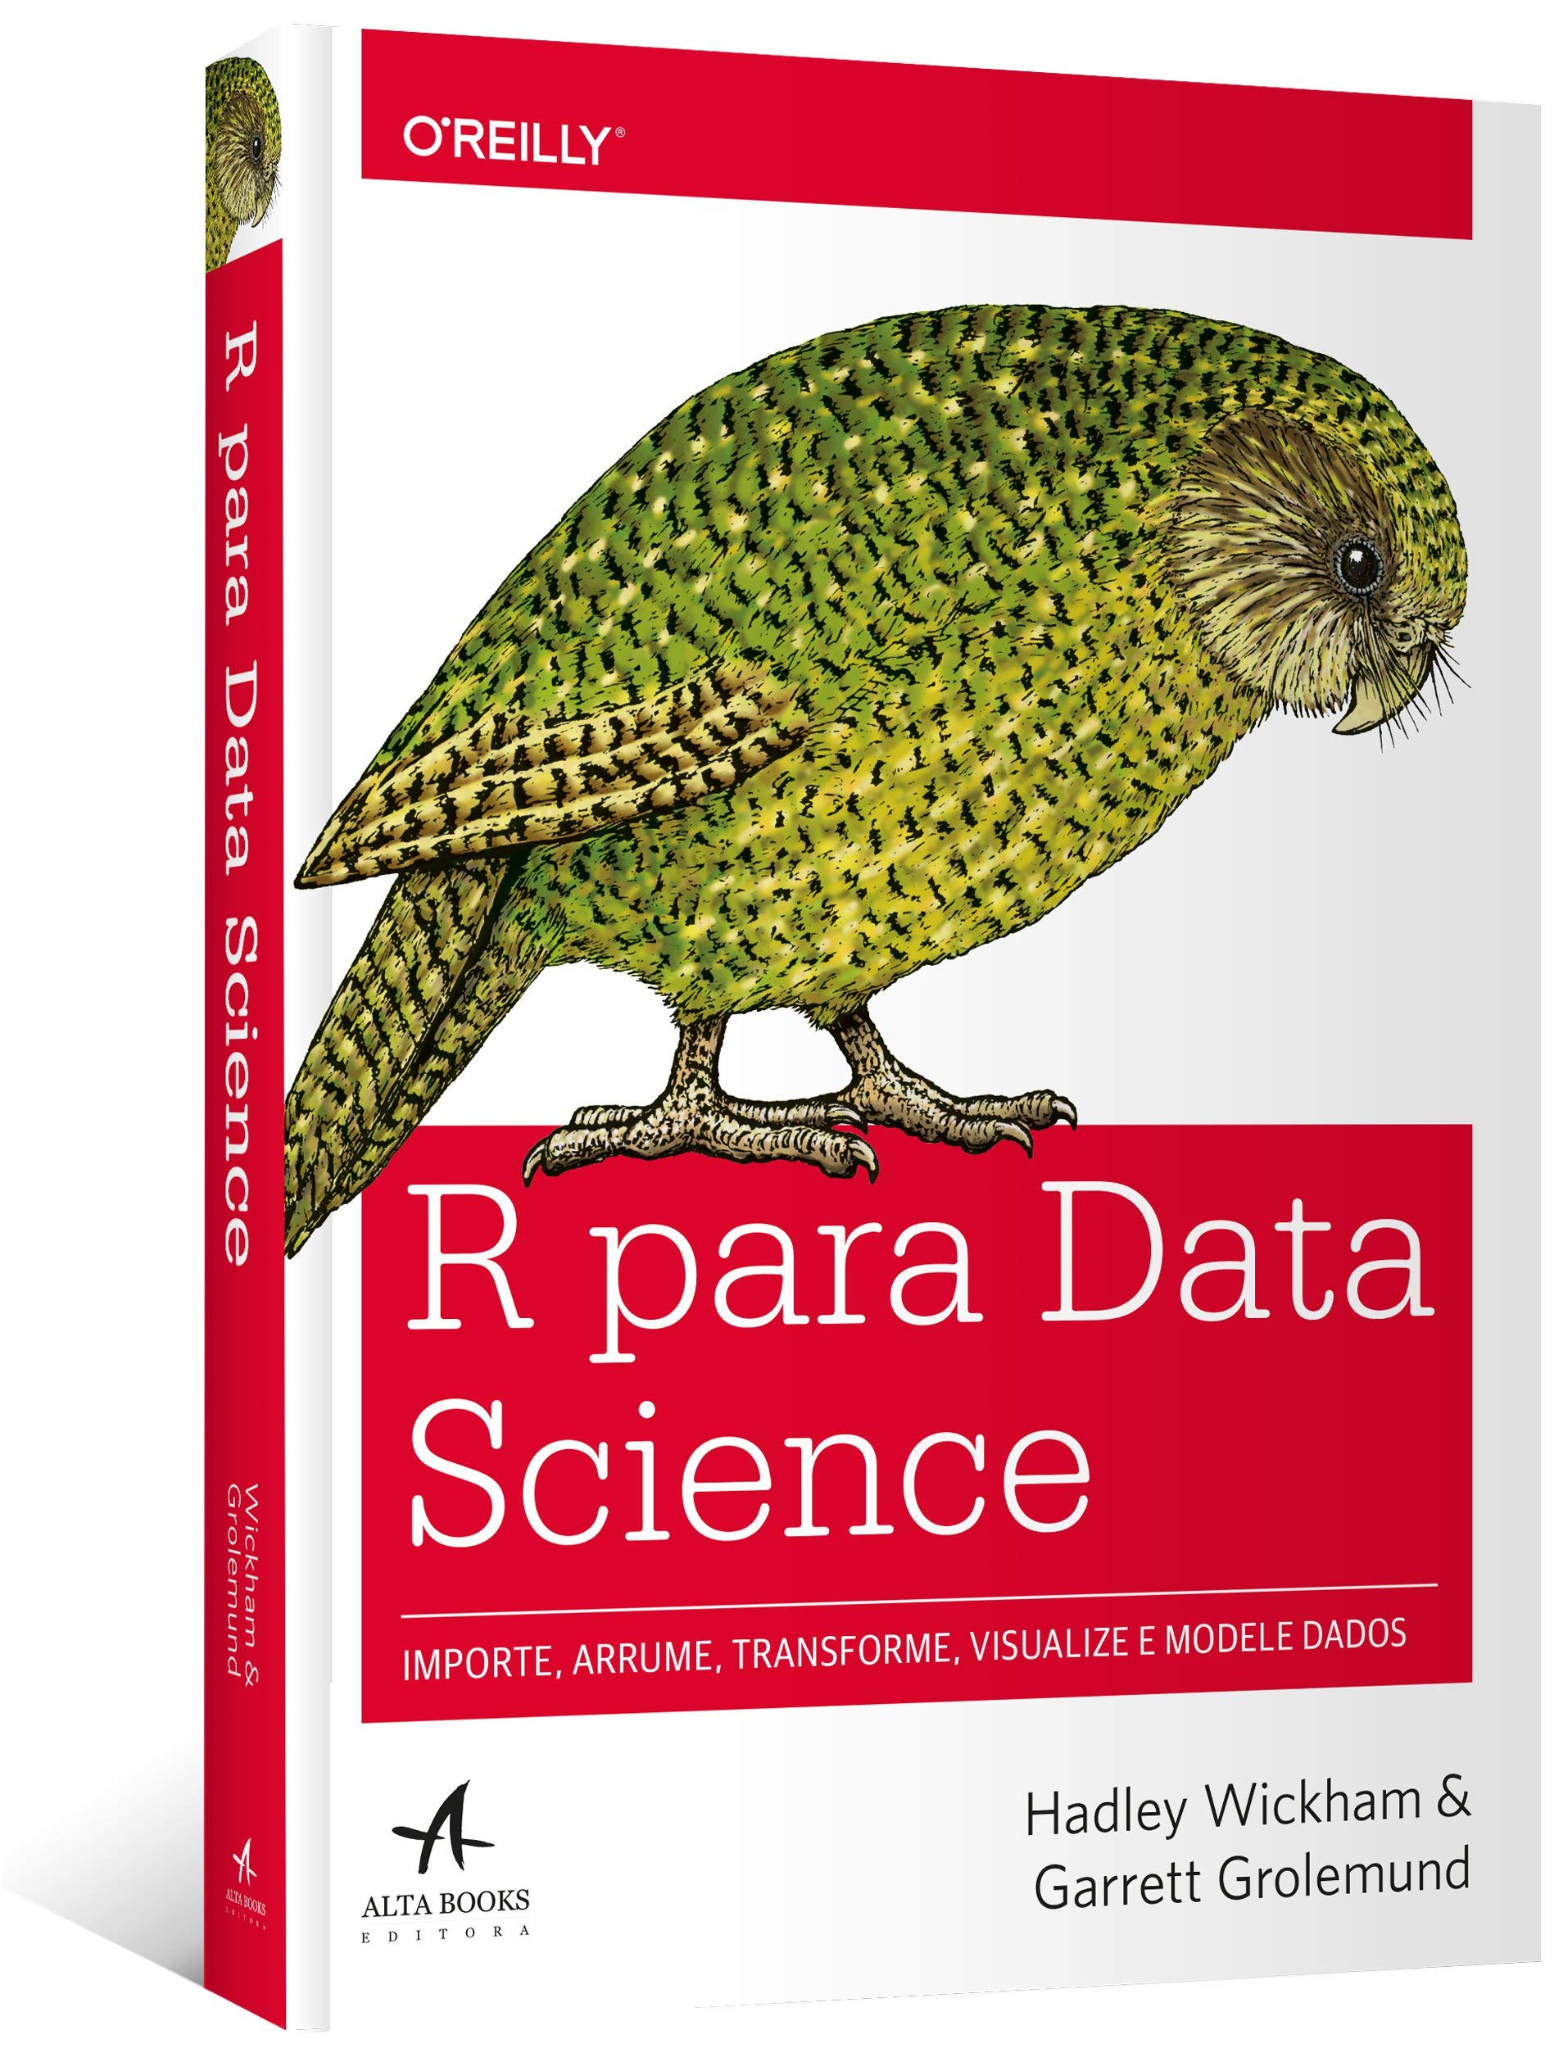 O'REILLY®
R para Data
Science
IMPORTE, ARRUME, TRANSFORME, VISUALIZE E MODELE DADOS
Hadley Wickham &
Garrett Grolemund
ALTA BOOKS
EDITORA
R para Data Science
Wickham &
Grolemund
ALTA BOOKS
EDITORA